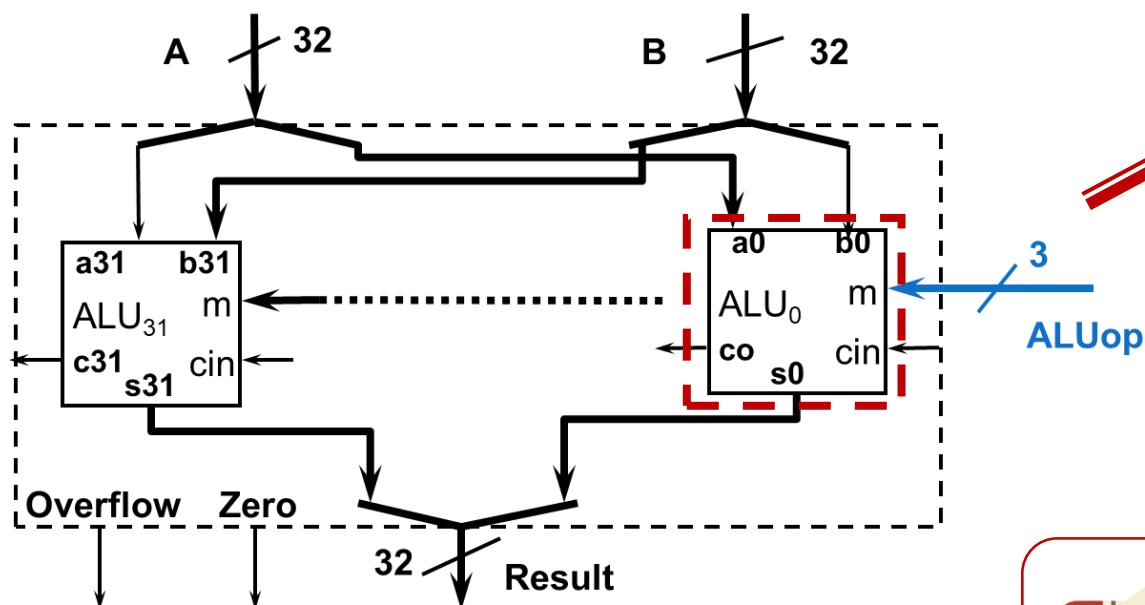 A 32 B 32
a31 b31 a0 b0
3
m m
ALU31 ALU0
ALUop
c31 cin co cin
s31 s0
Overflow Zero
32
Result